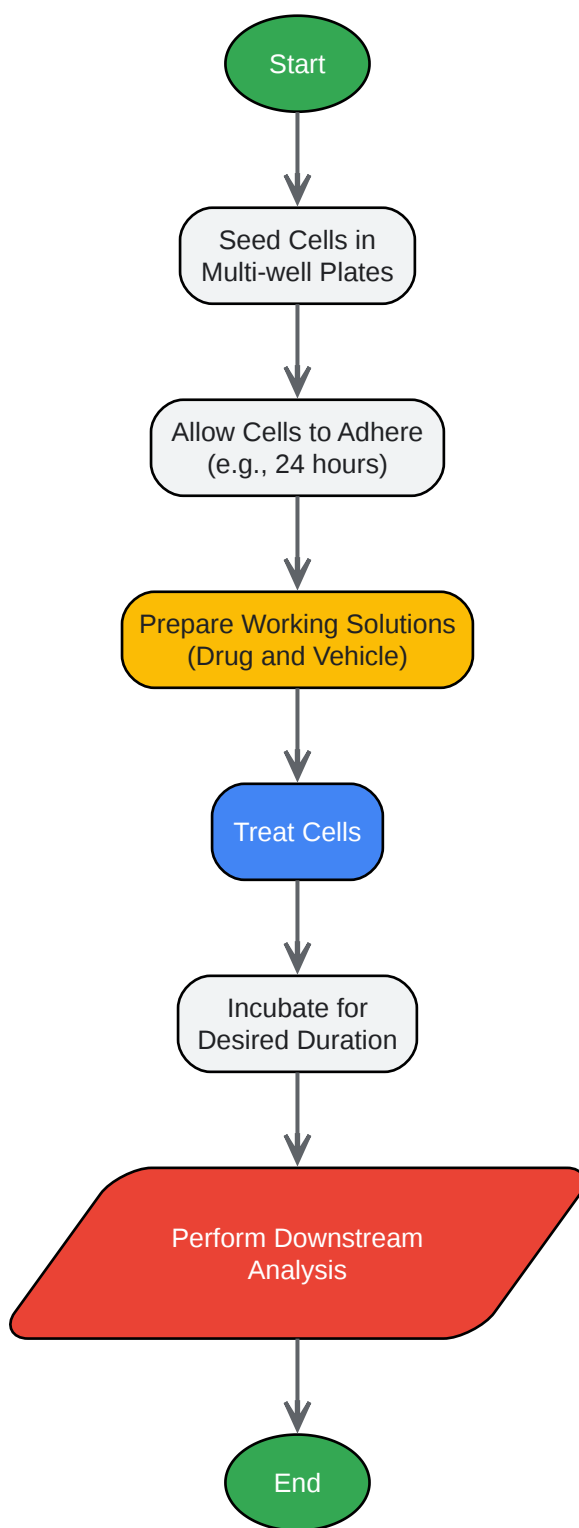 Start
Seed Cells in
Multi-well Plates
Allow Cells to Adhere
(e.g., 24 hours)
Prepare Working Solutions
(Drug and Vehicle)
Treat Cells
Incubate for
Desired Duration
Perform Downstream
Analysis
End